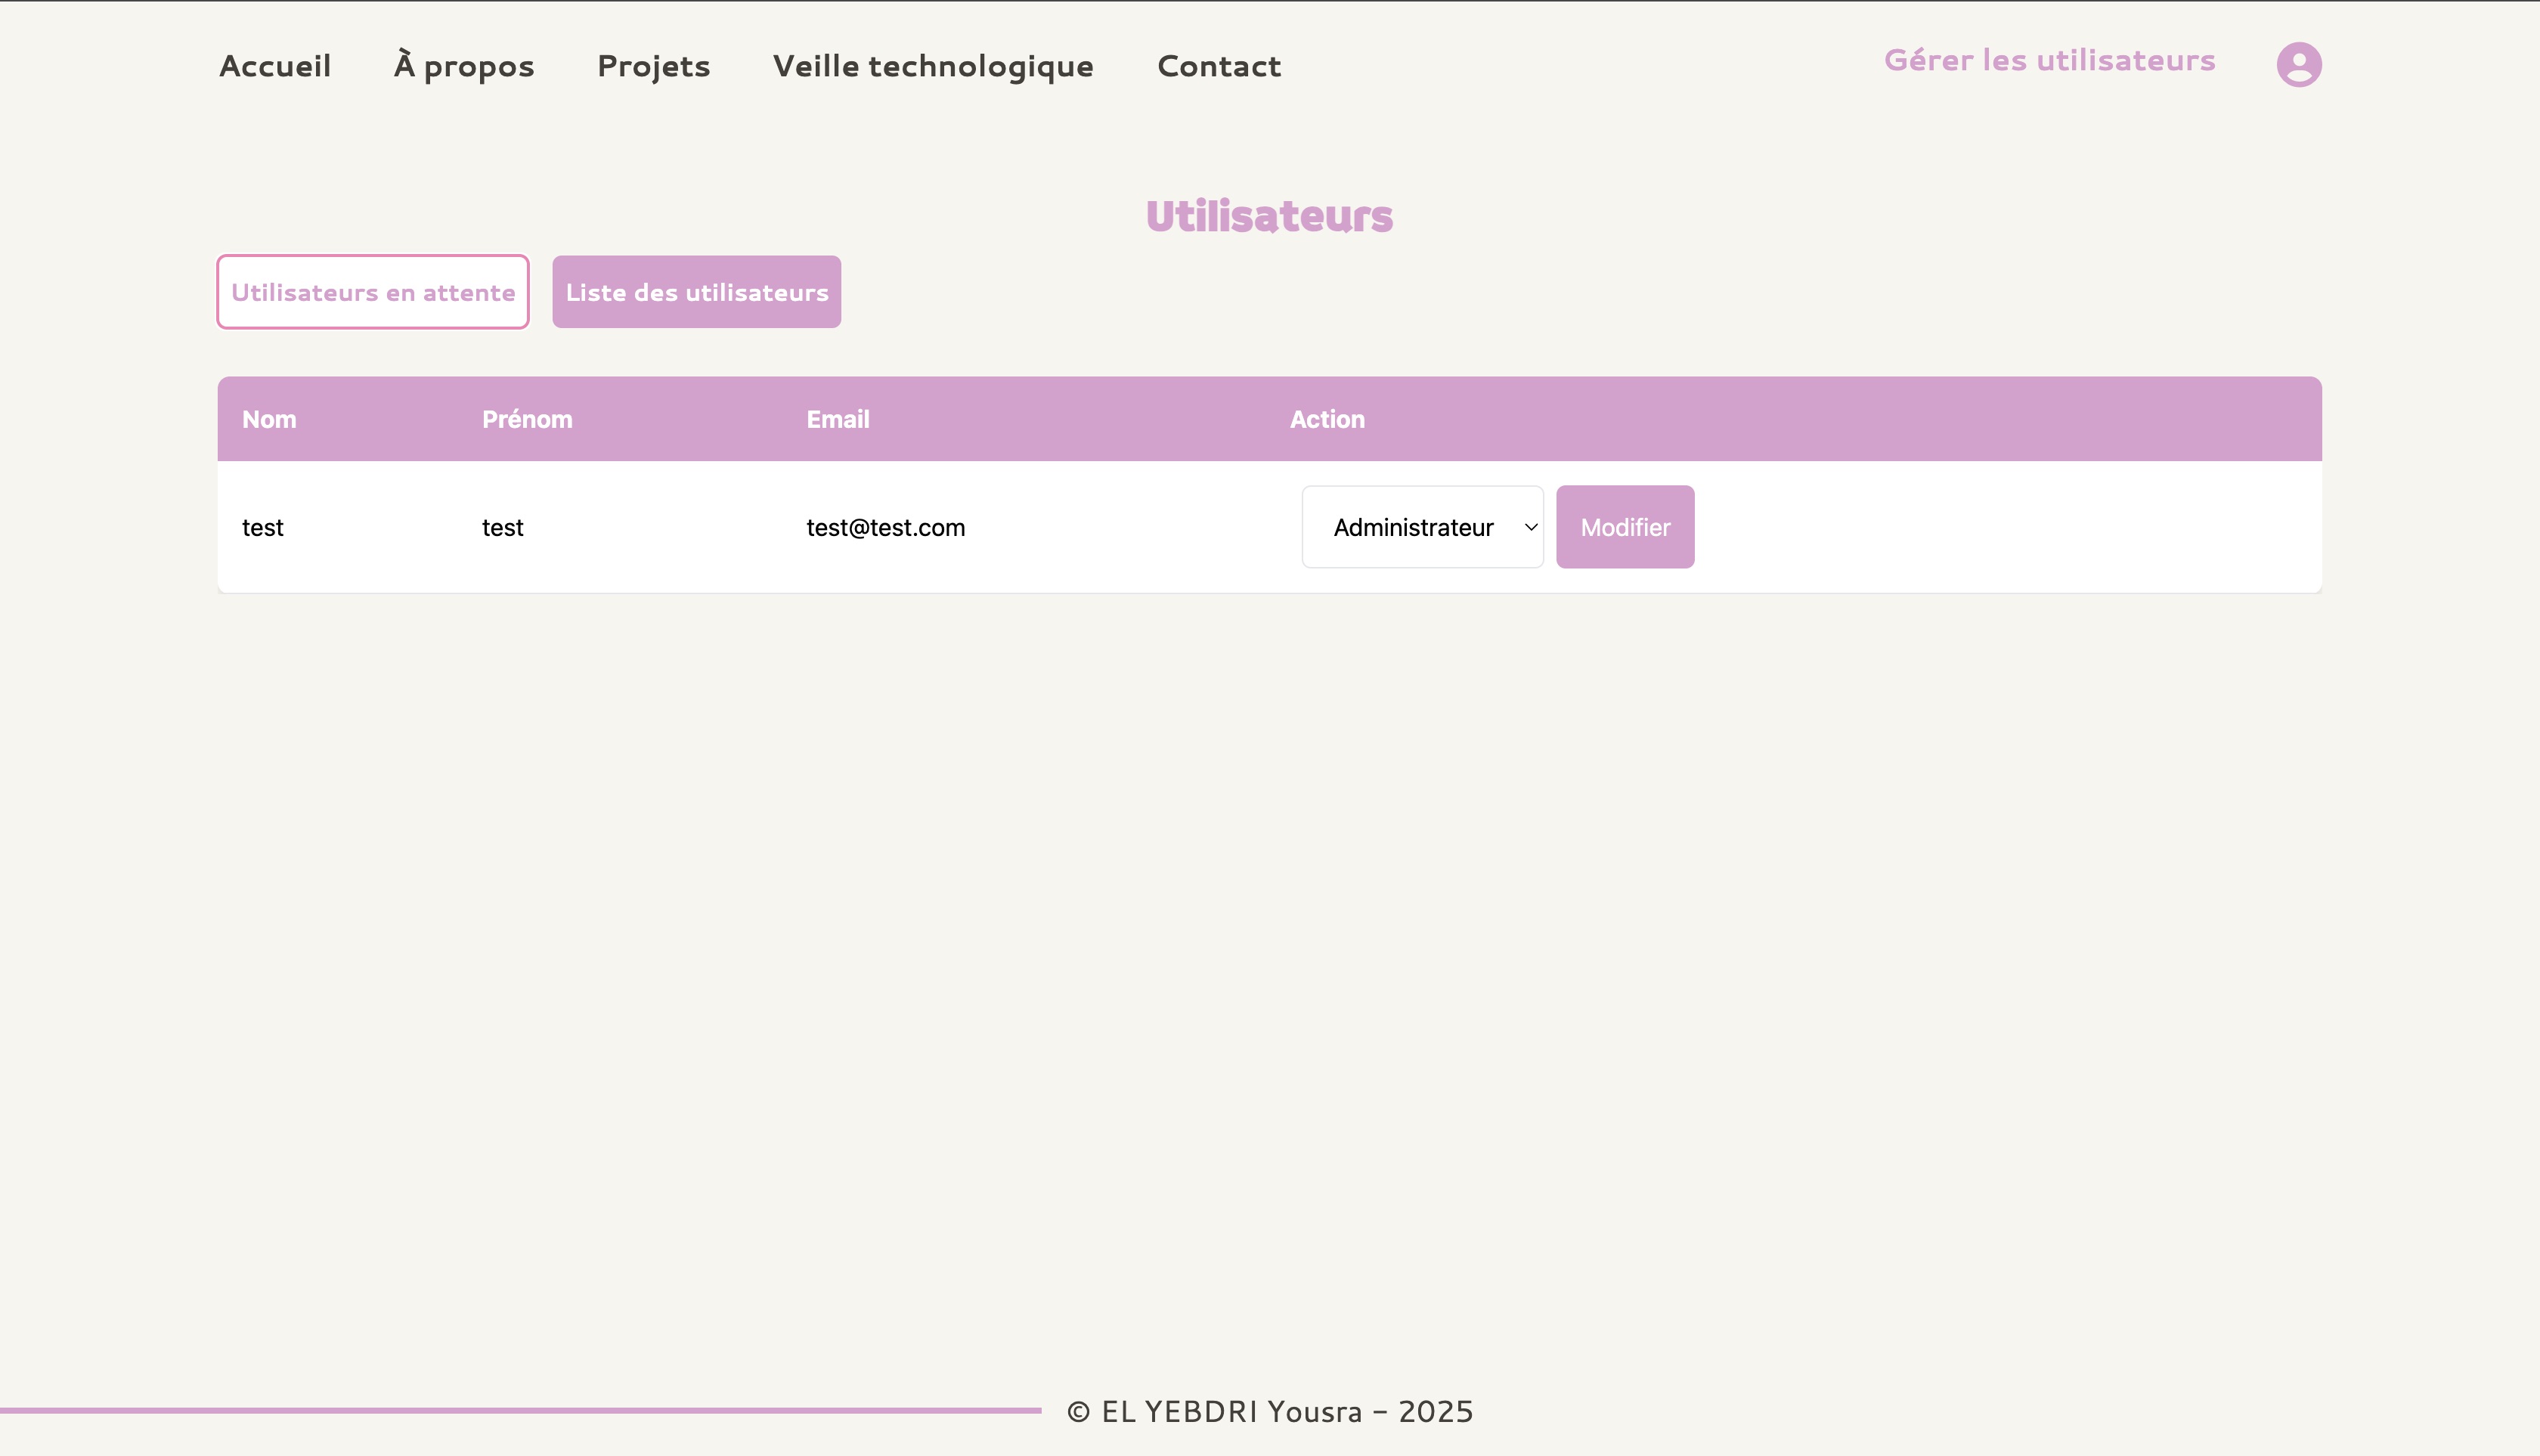 Accueil À propos Projets Veille technologique Contact Gérer les utilisateurs
Utilisateurs
Utilisateurs en attente Liste des utilisateurs
Nom Prénom Email Action
test test test@test.com Administrateur Modifier
© EL YEBDRI Yousra - 2025